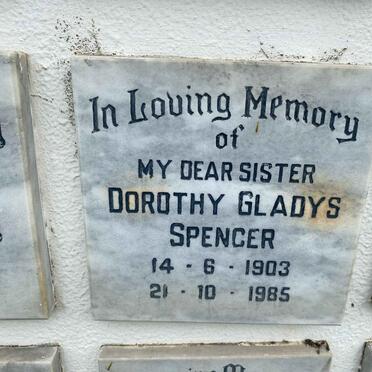 In Loving Memory
of
MY DEAR SISTER
DOROTHY GLADYS
SPENCER
14 - 6 - 1903
21 - 10 - 1985